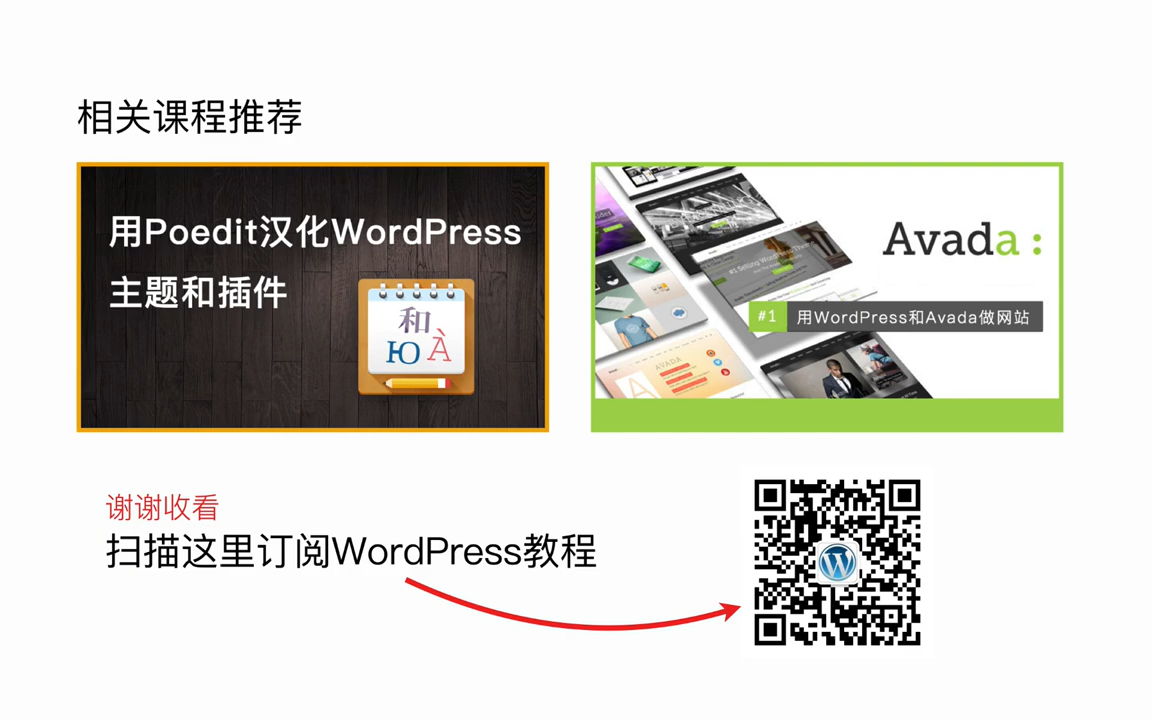 相关课程推荐
用Poedit汉化WordPress
主题和插件
和
Ю À
Avada:
#1 用WordPress和Avada做网站
AVADA
谢谢收看
扫描这里订阅WordPress教程